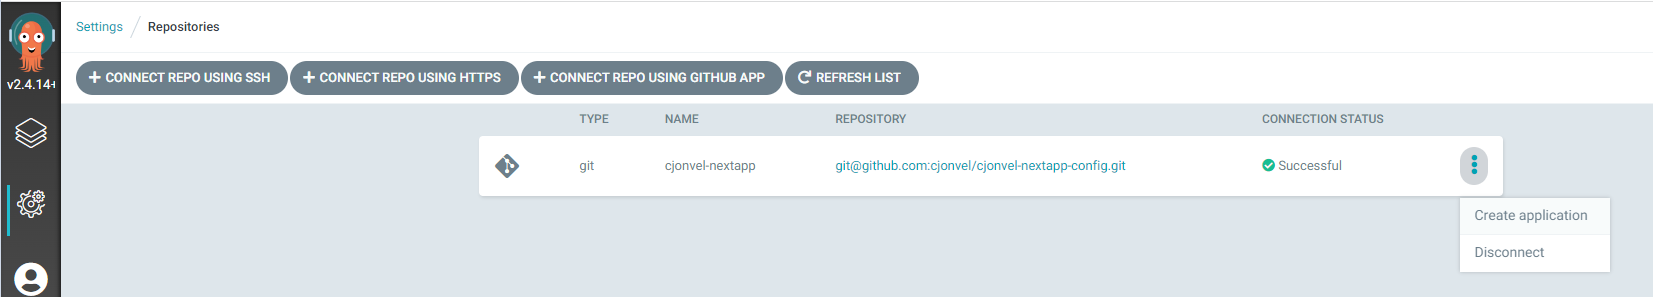 Settings / Repositories
v2.4.14+
CONNECT REPO USING SSH CONNECT REPO USING HTTPS CONNECT REPO USING GITHUB APP REFRESH LIST
TYPE NAME REPOSITORY CONNECTION STATUS
git cjonvel-nextapp git@github.com:cjonvel/cjonvel-nextapp-config.git Successful
Create application
Disconnect